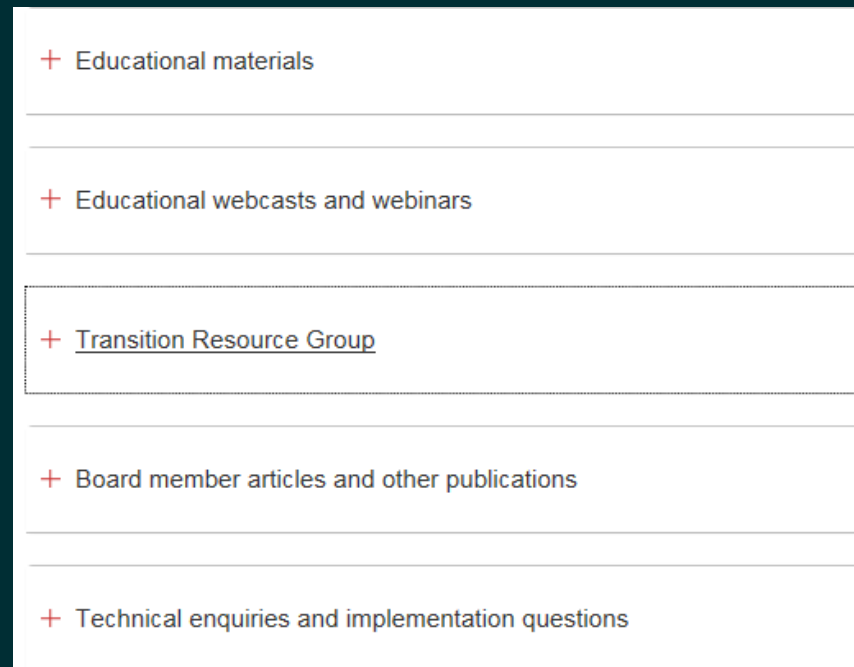 Educational materials
Educational webcasts and webinars
Transition Resource Group
Board member articles and other publications
Technical enquiries and implementation questions